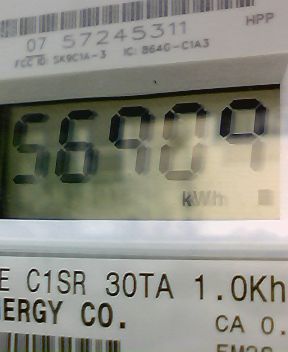 HPP
07 57245311
FCC ID: SK9C1A-3 IC: 864G-C1A3
56909
kWh
E C1SR 30TA 1.0Kh
NERGY CO.
CA 0.